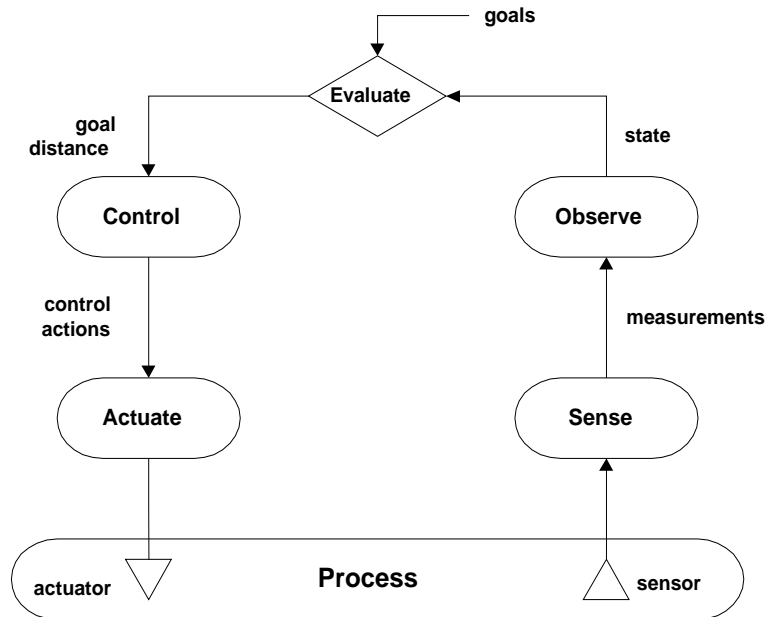 goals
Evaluate
goal
distance
state
Control
Observe
control
actions
measurements
Actuate
Sense
Process
actuator
sensor